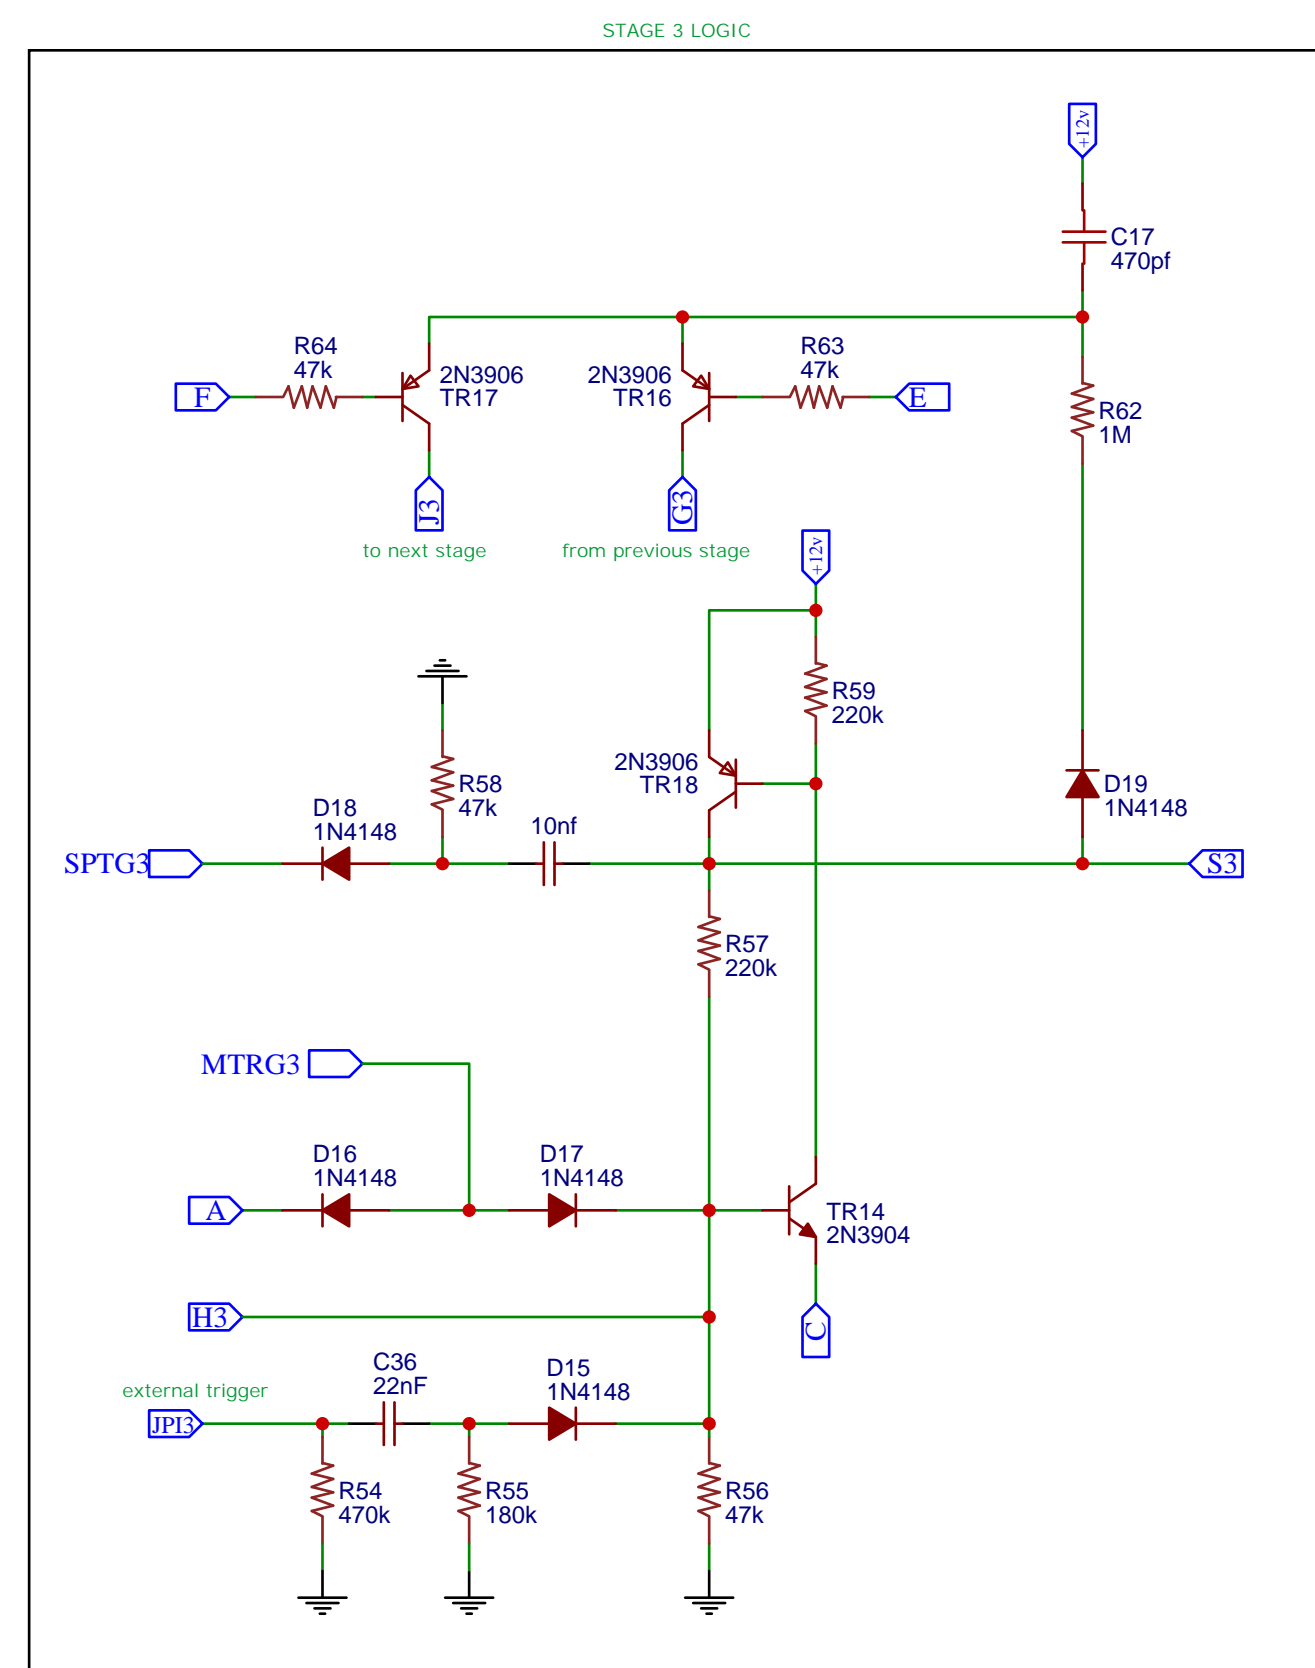 STAGE 3 LOGIC
+12v
C17
470pf
R64
47k
F
2N3906
TR17
J3
to next stage
2N3906
TR16
G3
from previous stage
R63
47k
E
R62
1M
+12v
R59
220k
2N3906
TR18
R58
47k
D18
1N4148
SPTG3
10nf
D19
1N4148
S3
R57
220k
MTRG3
D16
1N4148
A
D17
1N4148
TR14
2N3904
H3
C
C36
22nF
D15
1N4148
external trigger
JPI3
R54
470k
R55
180k
R56
47k